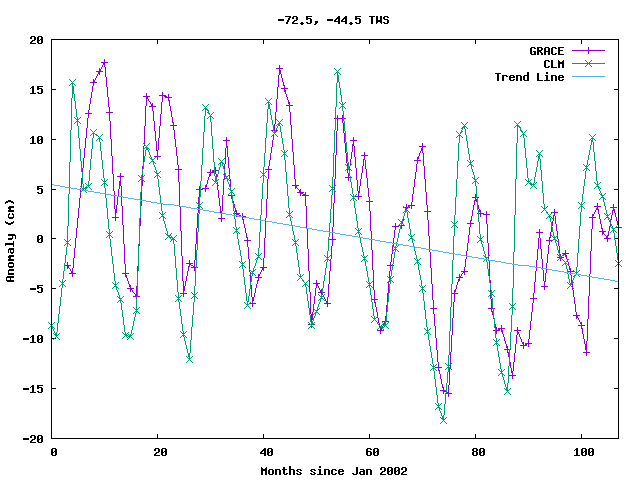 -72.5, -44.5 TWS
GRACE
CLM
Trend Line
20
15
10
5
0
-5
-10
-15
-20
Anomaly (cm)
0 20 40 60 80 100
Months since Jan 2002